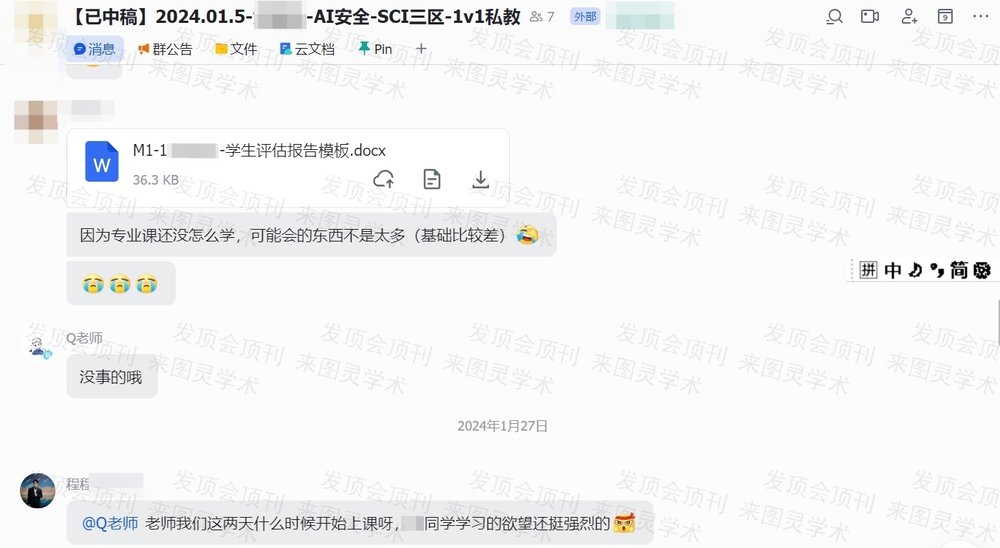 【已中稿】2024.01.5- -AI安全-SCI三区-1v1私教 7 外部
消息 群公告 文件 云文档 Pin
M1-1 -学生评估报告模板.docx
36.3 KB
因为专业课还没怎么学，可能会的东西不是太多（基础比较差）
拼 中 简
Q老师
没事的哦
2024年1月27日
程程
@Q老师 老师我们这两天什么时候开始上课呀， 同学学习的欲望还挺强烈的
发顶会顶刊
来图灵学术